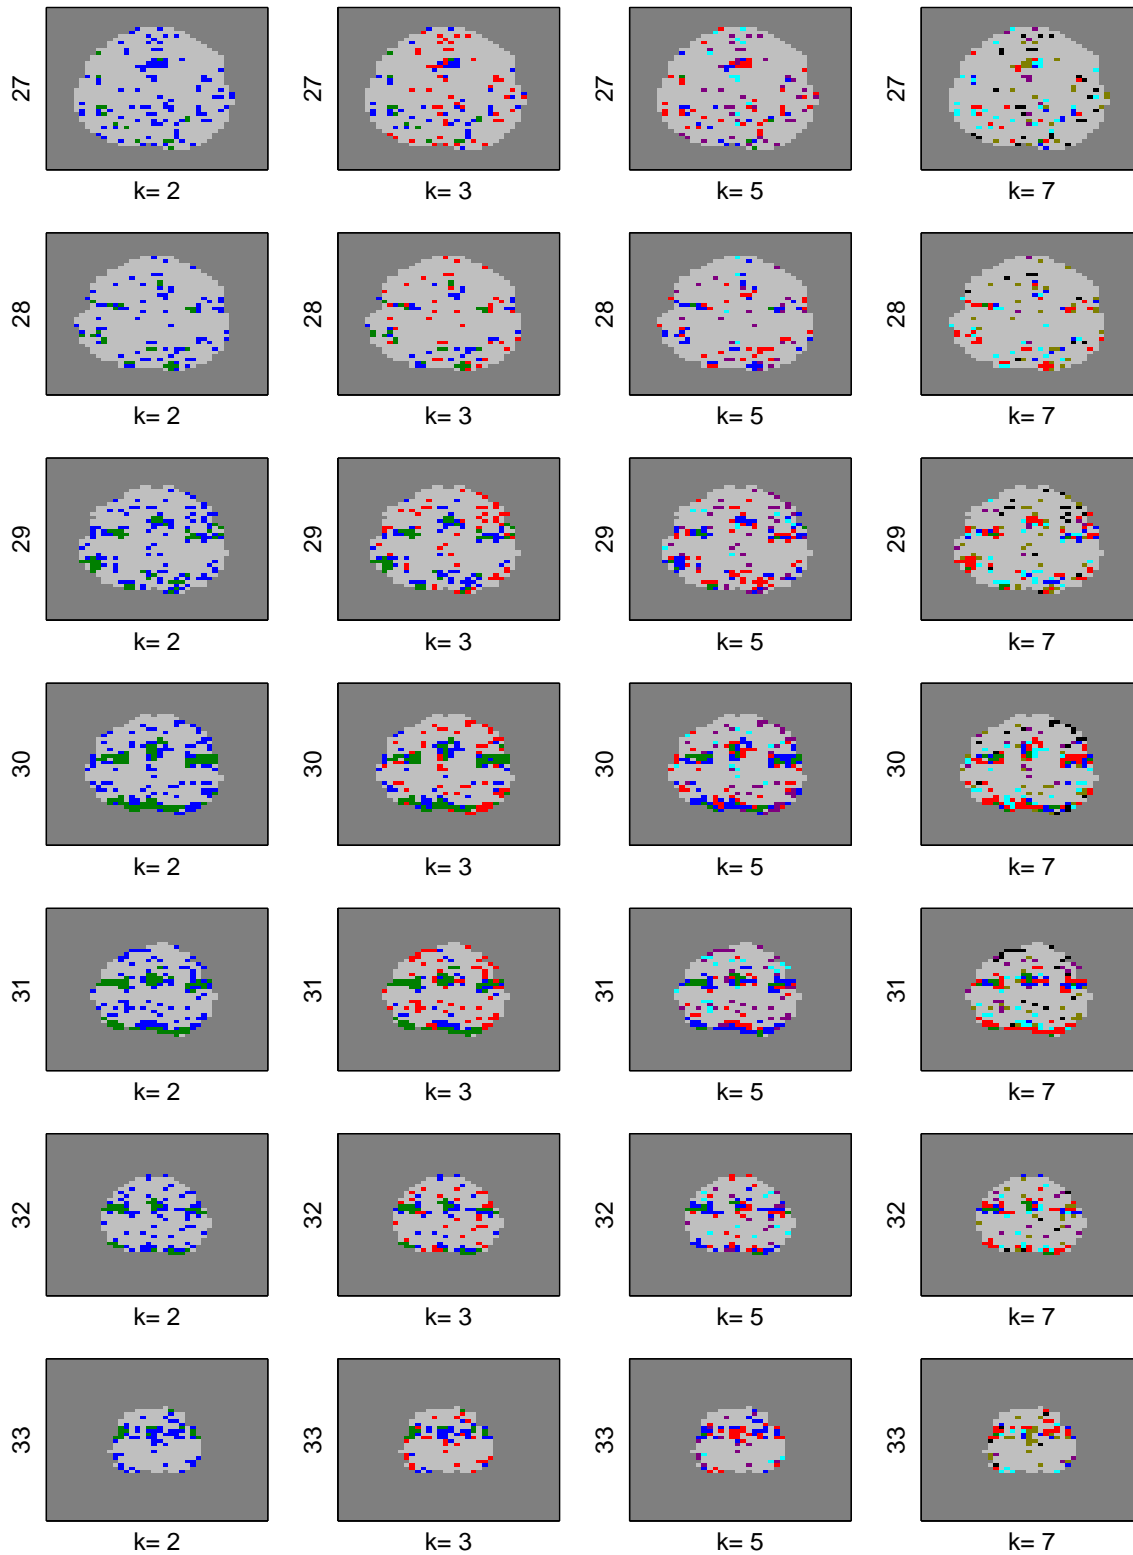 27
k= 2
27
k= 3
27
k= 5
27
k= 7
28
k= 2
28
k= 3
28
k= 5
28
k= 7
29
k= 2
29
k= 3
29
k= 5
29
k= 7
30
k= 2
30
k= 3
30
k= 5
30
k= 7
31
k= 2
31
k= 3
31
k= 5
31
k= 7
32
k= 2
32
k= 3
32
k= 5
32
k= 7
33
k= 2
33
k= 3
33
k= 5
33
k= 7